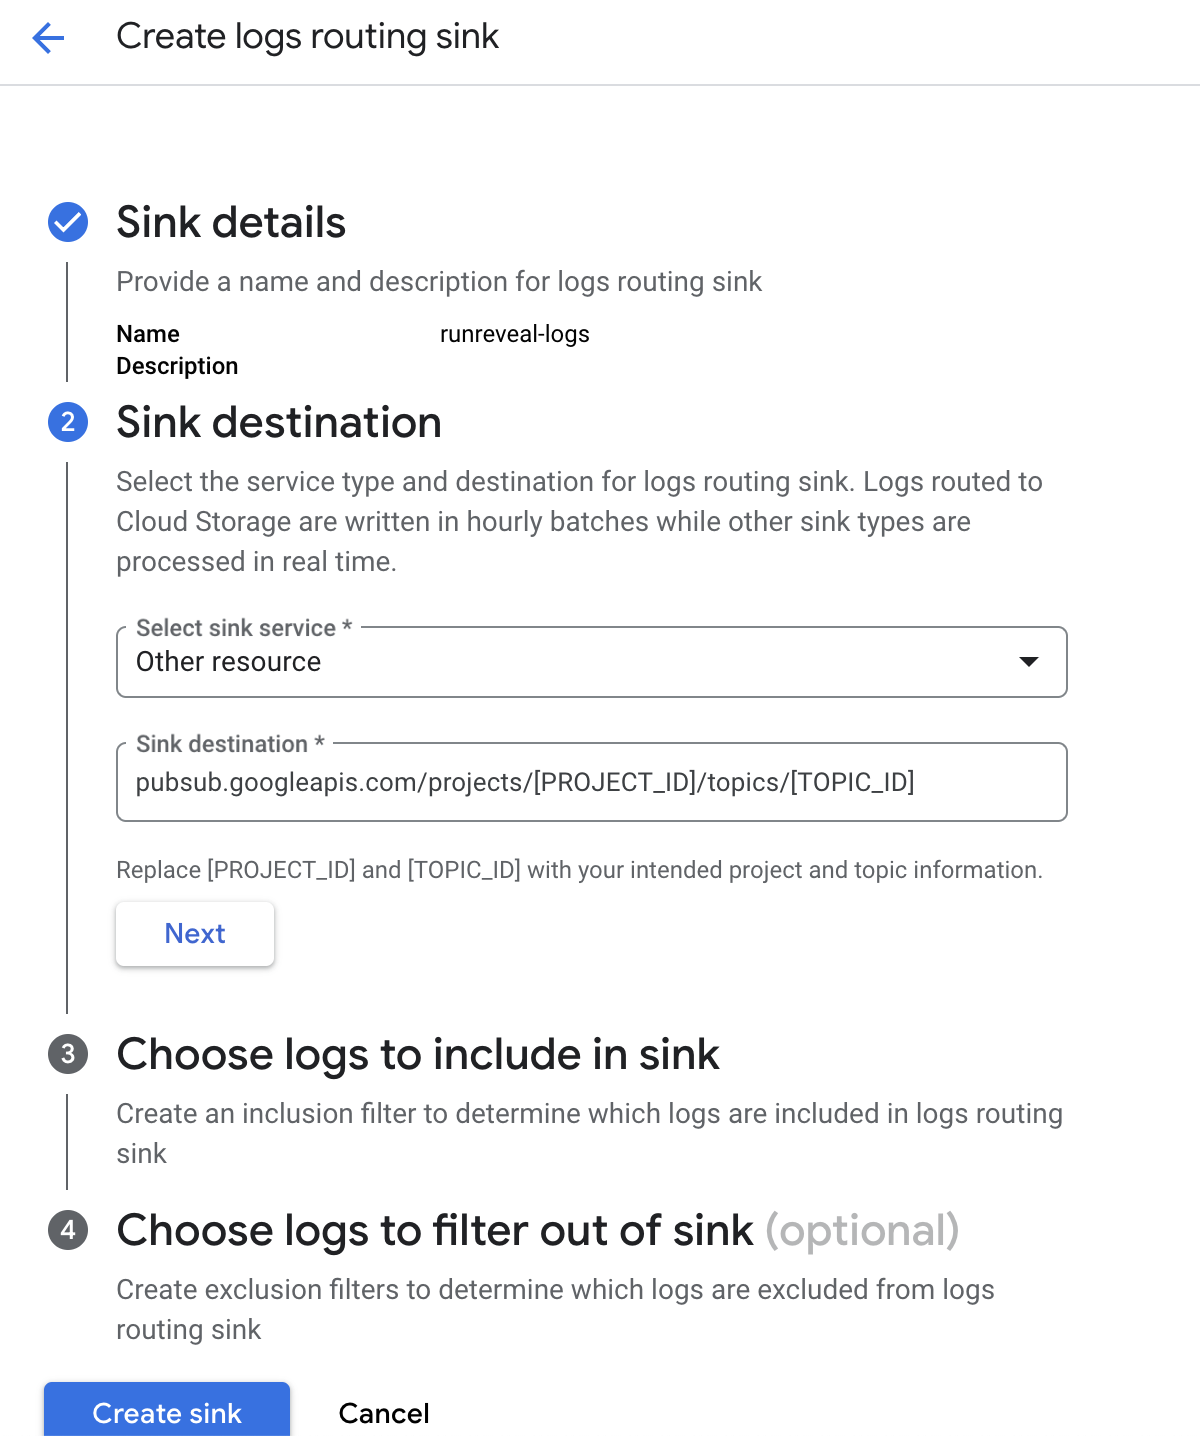 Create logs routing sink
Sink details
Provide a name and description for logs routing sink
Name runreveal-logs
Description
2 Sink destination
Select the service type and destination for logs routing sink. Logs routed to
Cloud Storage are written in hourly batches while other sink types are
processed in real time.
Select sink service *
Other resource
Sink destination *
pubsub.googleapis.com/projects/[PROJECT_ID]/topics/[TOPIC_ID]
Replace [PROJECT_ID] and [TOPIC_ID] with your intended project and topic information.
Next
3 Choose logs to include in sink
Create an inclusion filter to determine which logs are included in logs routing
sink
4 Choose logs to filter out of sink (optional)
Create exclusion filters to determine which logs are excluded from logs
routing sink
Create sink Cancel